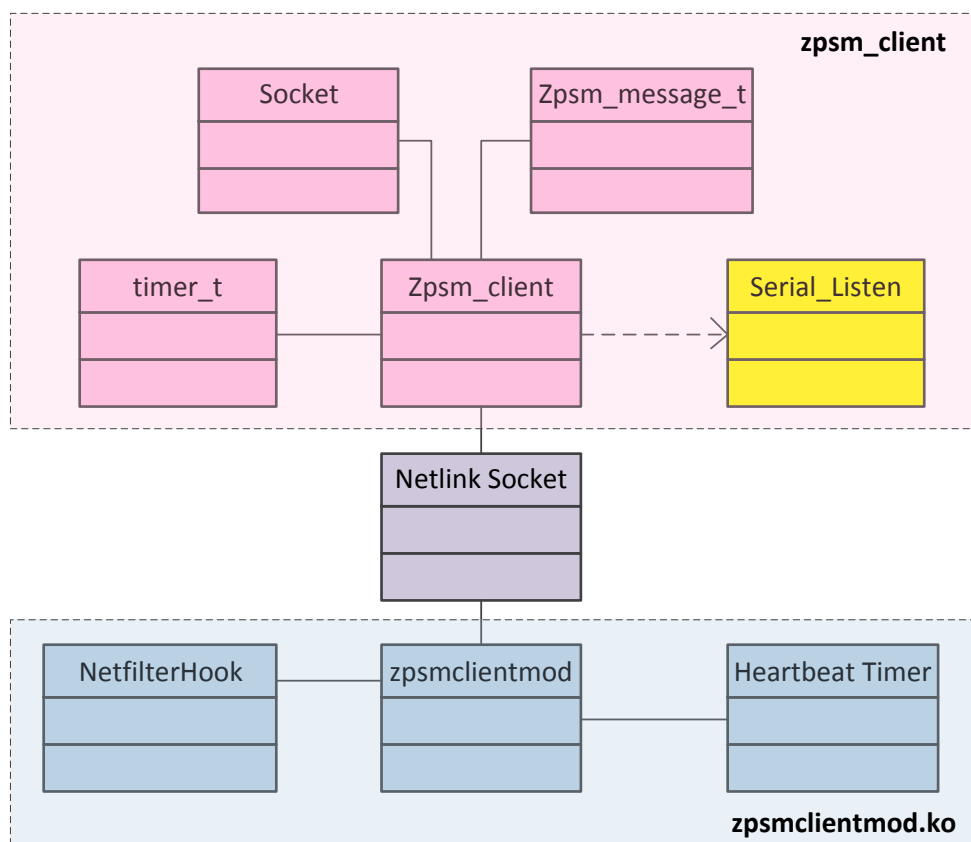 zpsm_client
Socket
Zpsm_message_t
timer_t
Zpsm_client
Serial_Listen
Netlink Socket
NetfilterHook
zpsmclientmod
Heartbeat Timer
zpsmclientmod.ko